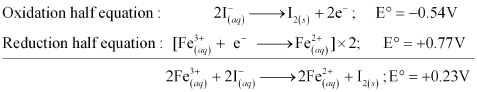 Oxidation half equation : 2I⁻(aq) ⟶ I₂(s) + 2e⁻ ; E° = −0.54V
Reduction half equation : [Fe³⁺(aq) + e⁻ ⟶ Fe²⁺(aq)] × 2; E° = +0.77V
2Fe³⁺(aq) + 2I⁻(aq) ⟶ 2Fe²⁺(aq) + I₂(s) ; E° = +0.23V